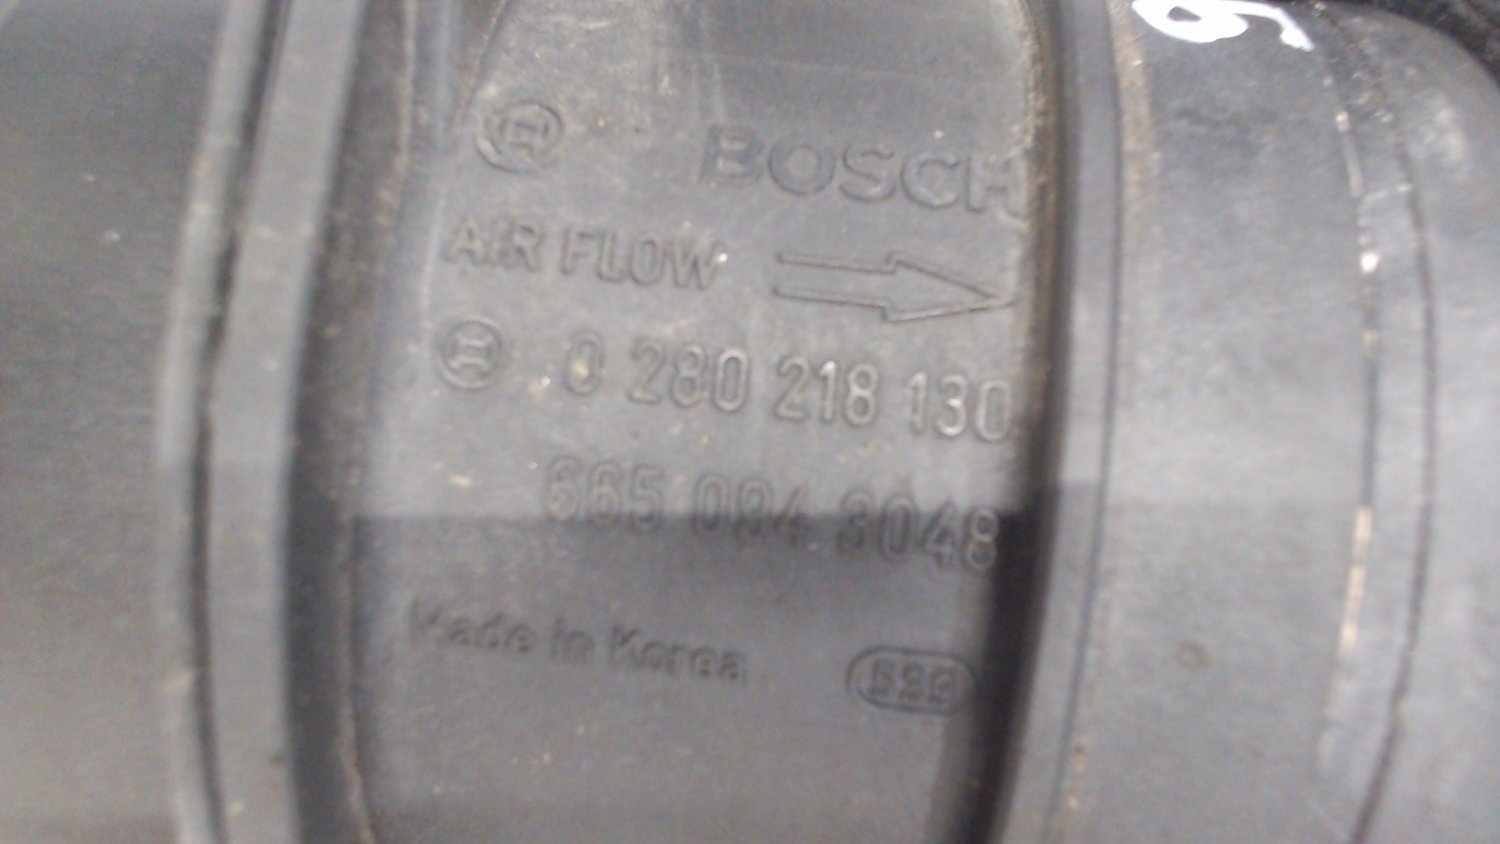 BOSCH
AIR FLOW
0 280 218 130
665 094 3048
Made in Korea